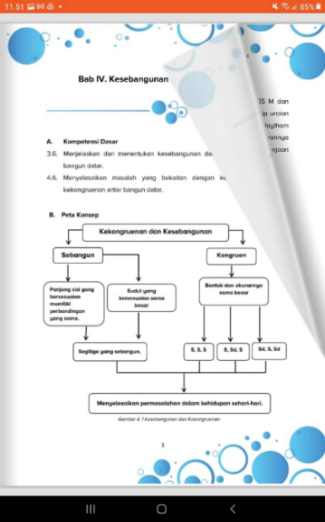 11.51
85%
Bab IV. Kesebangunan
M dan
A. Kompetensi Dasar
3.6. Menjelaskan dan menentukan kesebangunan
bangun datar.
4.6. Menyelesaikan masalah yang berkaitan dengan
kekongruenan antar bangun datar.
B. Peta Konsep
Kekongruenan dan Kesebangunan
Sebangun
Kongruen
Panjang sisi yang
bersesuaian
memiliki
perbandingan
yang sama.
Sudut yang
bersesuaian sama
besar
Bentuk dan ukurannya
sama besar
Segitiga yang sebangun.
S, S, S
S, Sd, S
Sd, S, Sd
Menyelesaikan permasalahan dalam kehidupan sehari-hari.
Gambar 4. 1 Kesebangunan dan Kekongruenan
1